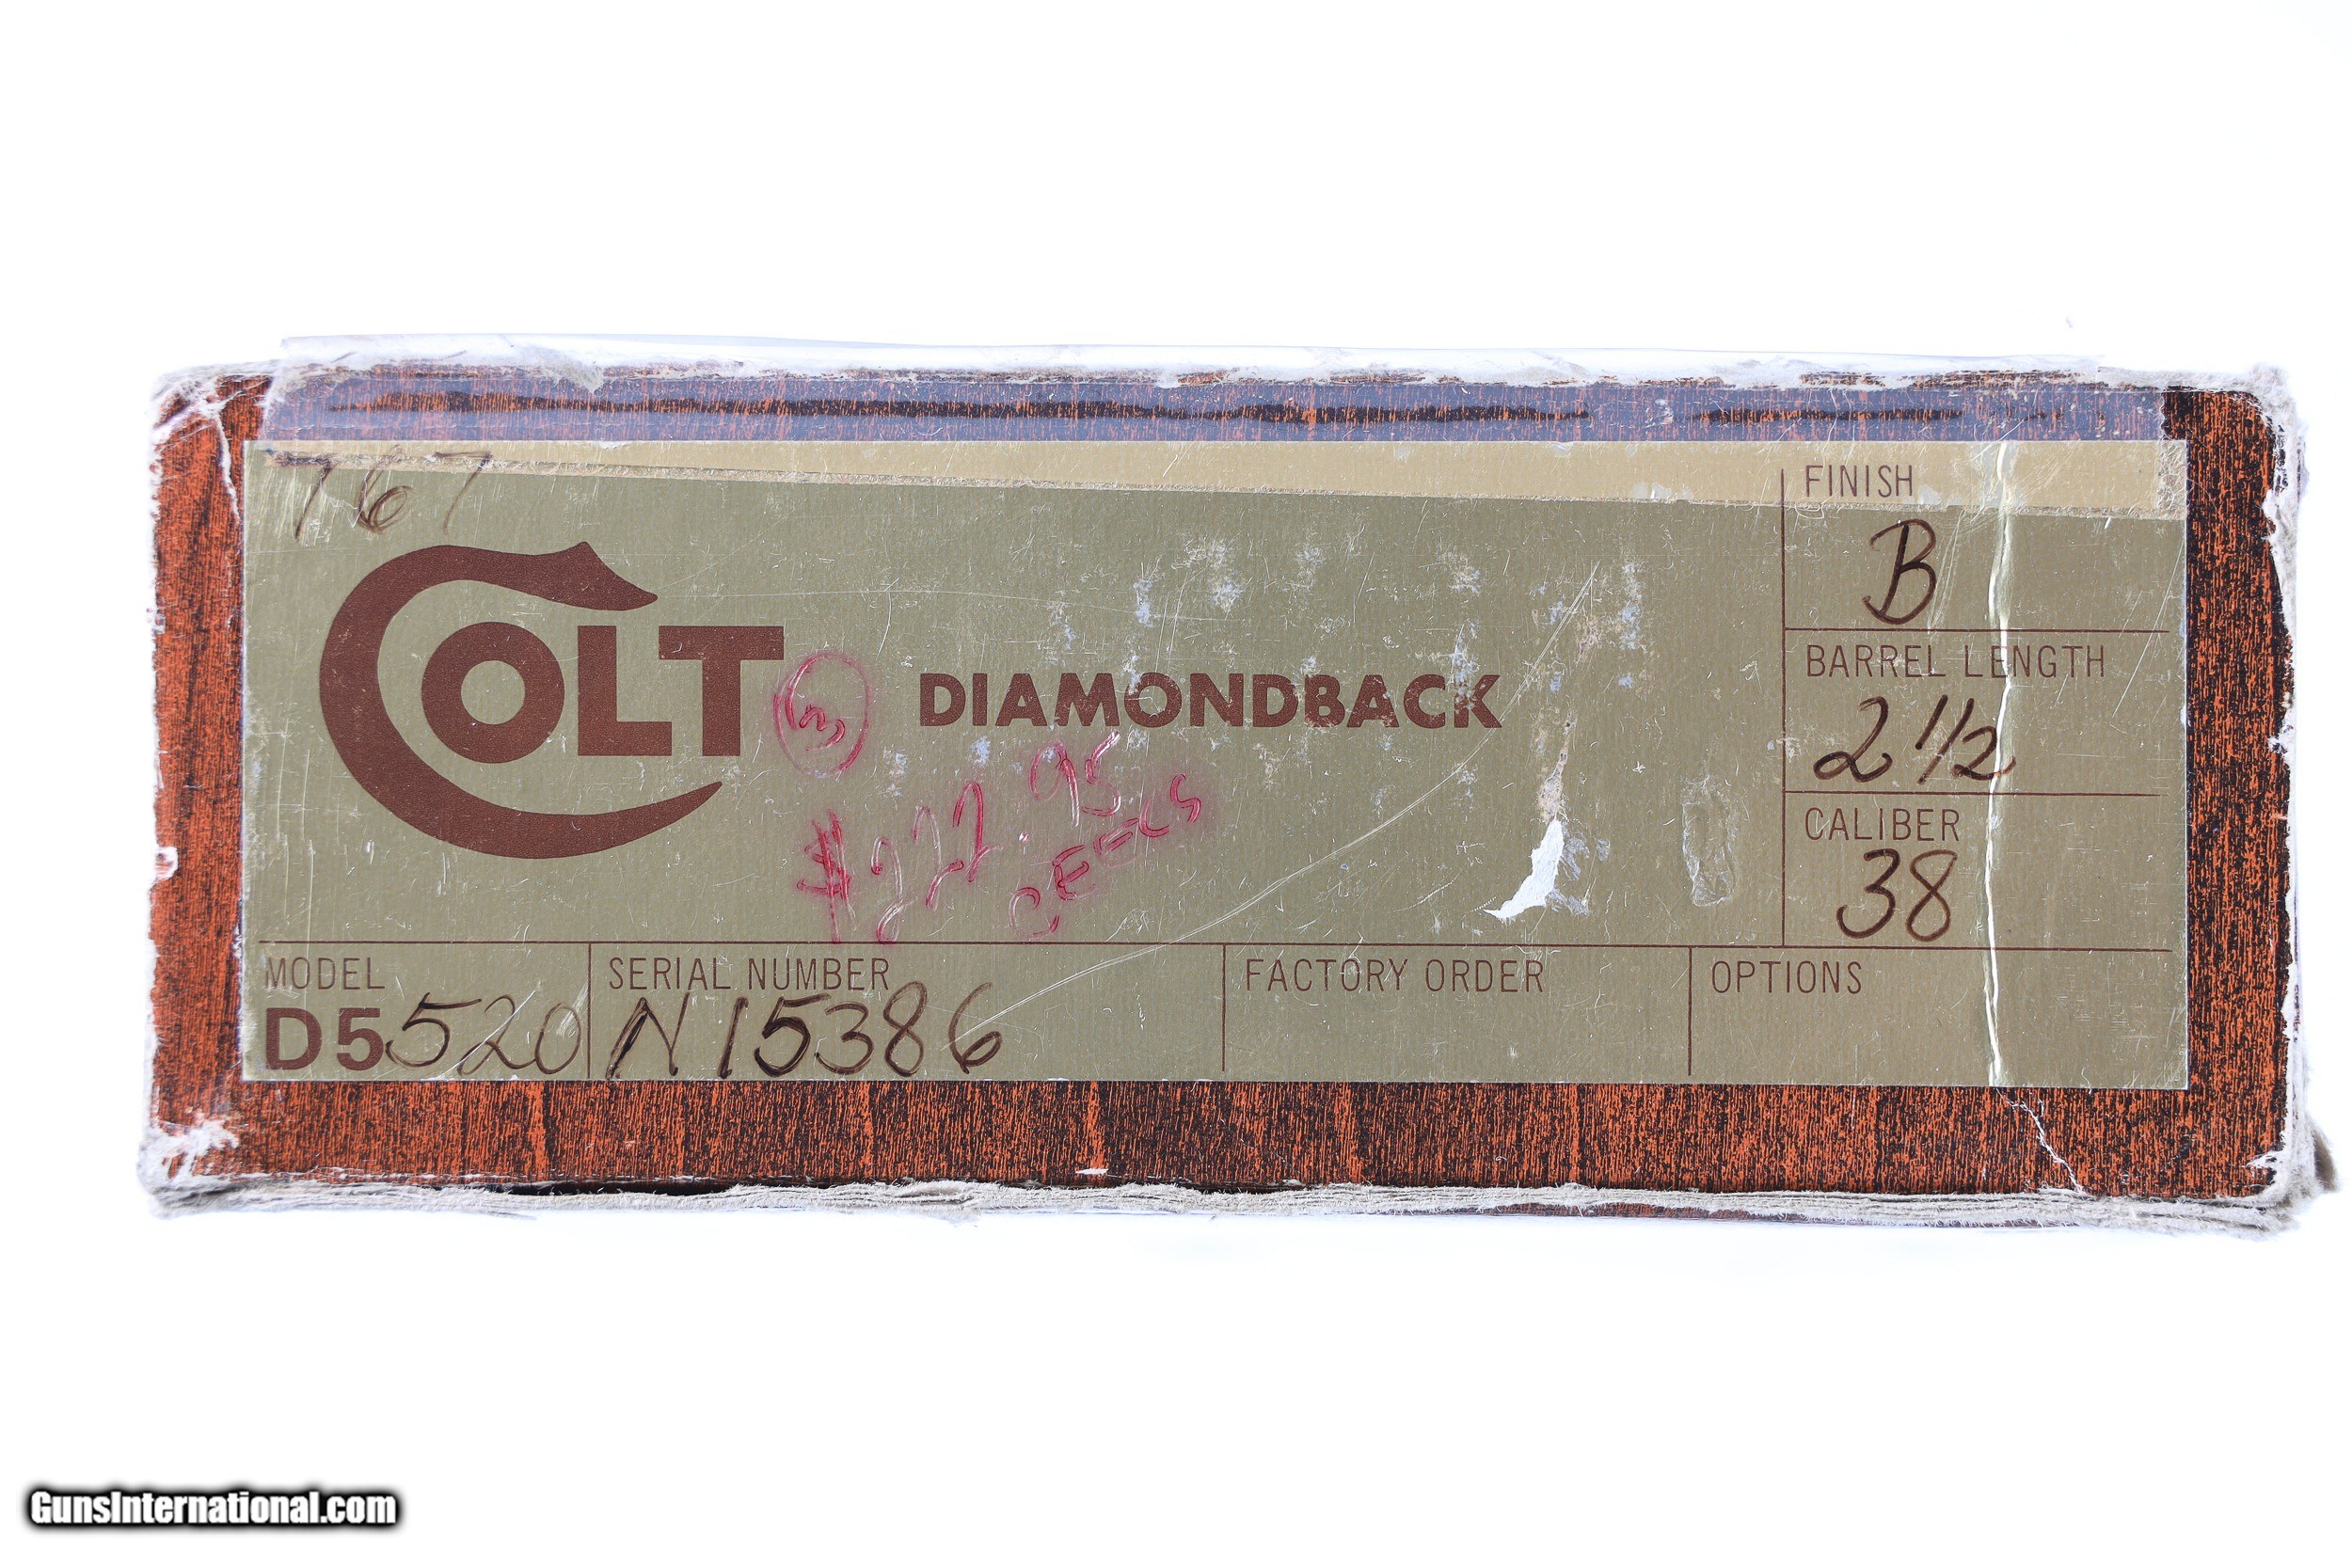 767
FINISH
B
COLT
3
DIAMONDBACK
BARREL LENGTH
2 1/2
$222.95
CALIBER
38
MODEL
D5520
SERIAL NUMBER
N15386
FACTORY ORDER
OPTIONS
GunsInternational.com